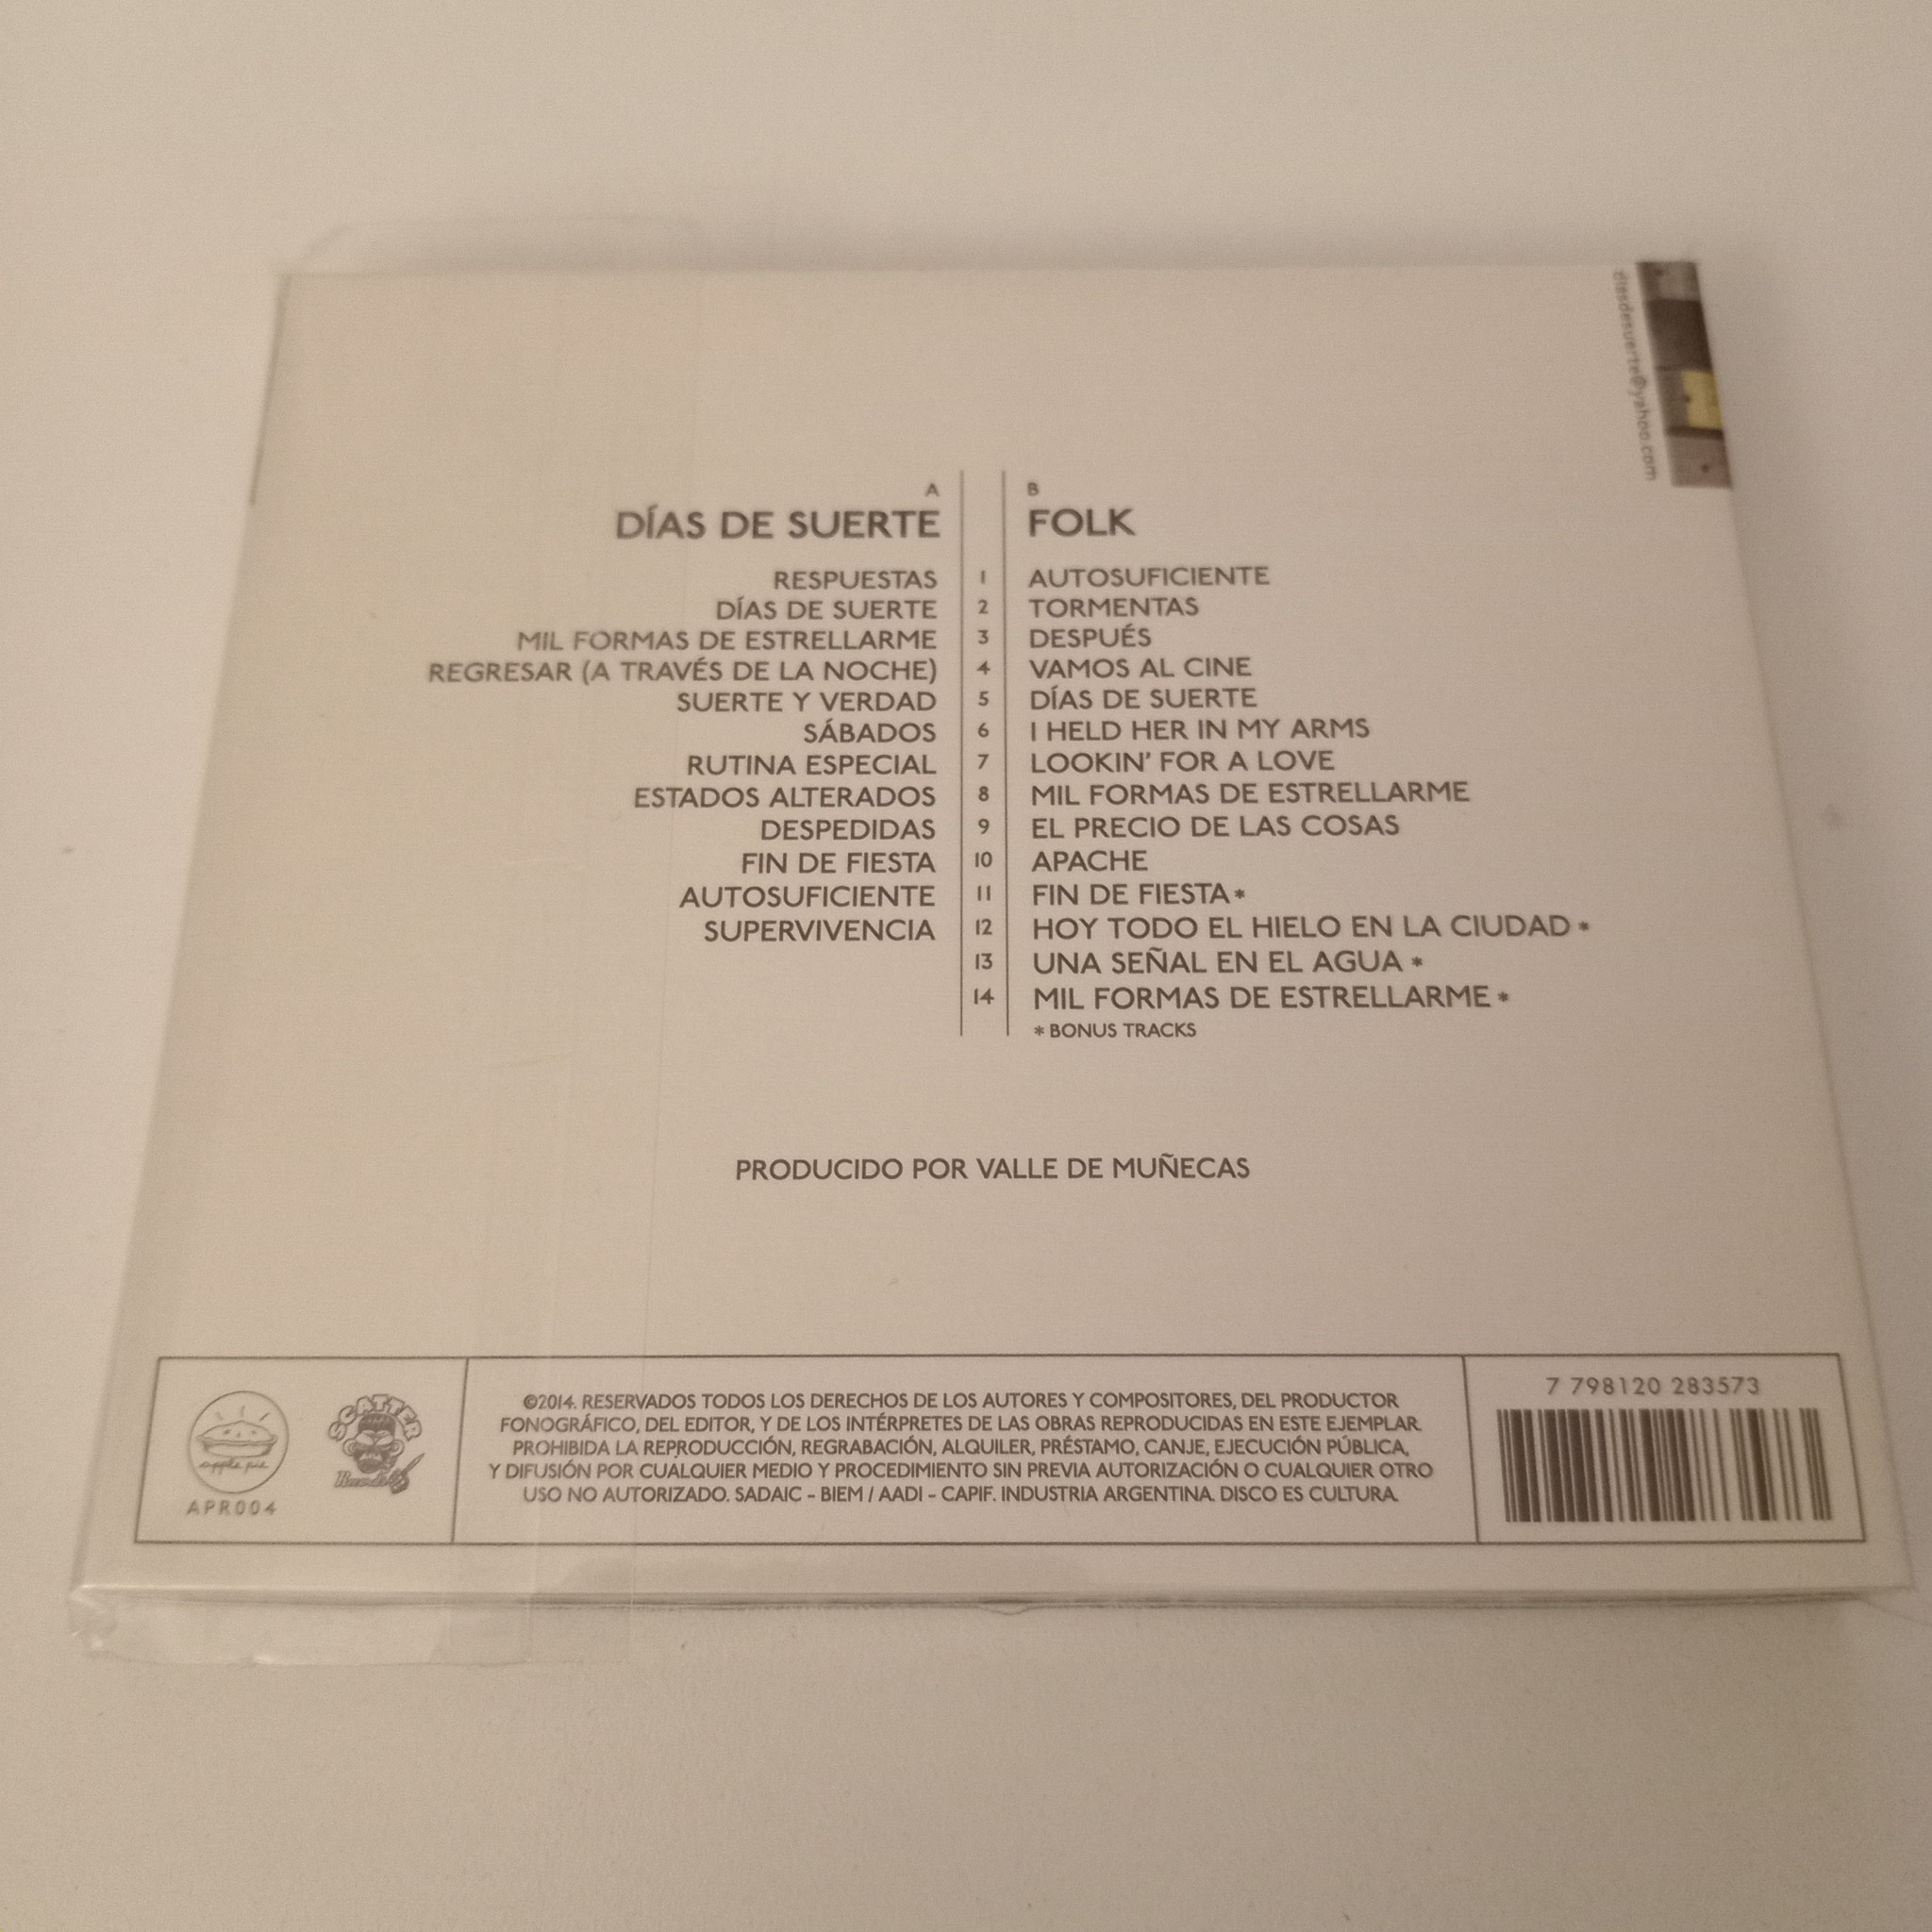 diasdesuerte@yahoo.com
A
DÍAS DE SUERTE
RESPUESTAS 1
DÍAS DE SUERTE 2
MIL FORMAS DE ESTRELLARME 3
REGRESAR (A TRAVÉS DE LA NOCHE) 4
SUERTE Y VERDAD 5
SÁBADOS 6
RUTINA ESPECIAL 7
ESTADOS ALTERADOS 8
DESPEDIDAS 9
FIN DE FIESTA 10
AUTOSUFICIENTE 11
SUPERVIVENCIA 12
13
14
B
FOLK
AUTOSUFICIENTE
TORMENTAS
DESPUÉS
VAMOS AL CINE
DÍAS DE SUERTE
I HELD HER IN MY ARMS
LOOKIN' FOR A LOVE
MIL FORMAS DE ESTRELLARME
EL PRECIO DE LAS COSAS
APACHE
FIN DE FIESTA *
HOY TODO EL HIELO EN LA CIUDAD *
UNA SEÑAL EN EL AGUA *
MIL FORMAS DE ESTRELLARME *
* BONUS TRACKS
PRODUCIDO POR VALLE DE MUÑECAS
apple pie
APR004
SCATTER
Records
©2014. RESERVADOS TODOS LOS DERECHOS DE LOS AUTORES Y COMPOSITORES, DEL PRODUCTOR
FONOGRÁFICO, DEL EDITOR, Y DE LOS INTÉRPRETES DE LAS OBRAS REPRODUCIDAS EN ESTE EJEMPLAR.
PROHIBIDA LA REPRODUCCIÓN, REGRABACIÓN, ALQUILER, PRÉSTAMO, CANJE, EJECUCIÓN PÚBLICA,
Y DIFUSIÓN POR CUALQUIER MEDIO Y PROCEDIMIENTO SIN PREVIA AUTORIZACIÓN O CUALQUIER OTRO
USO NO AUTORIZADO. SADAIC - BIEM / AADI - CAPIF. INDUSTRIA ARGENTINA. DISCO ES CULTURA.
7 798120 283573